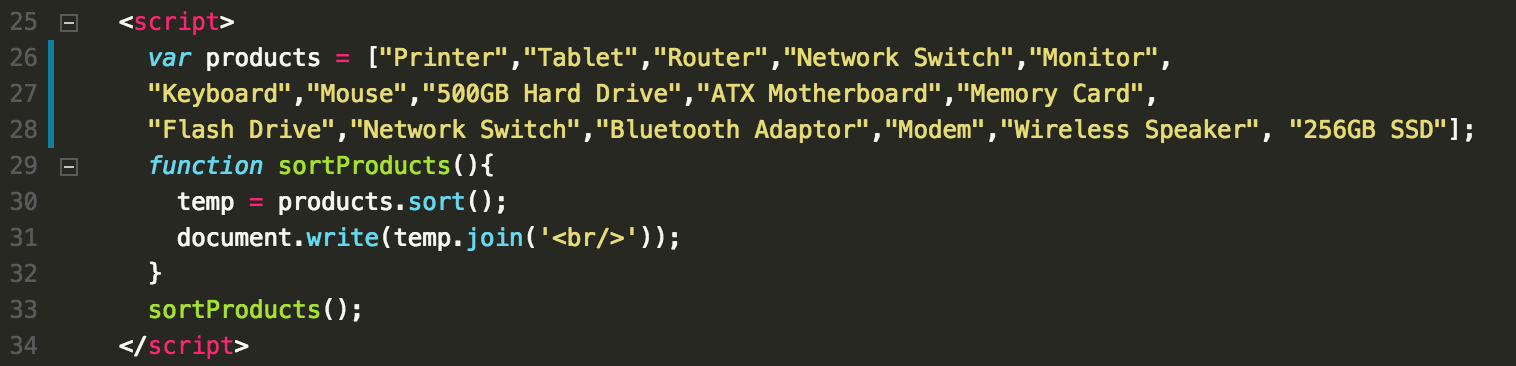 25 <script>
26 var products = ["Printer","Tablet","Router","Network Switch","Monitor",
27 "Keyboard","Mouse","500GB Hard Drive","ATX Motherboard","Memory Card",
28 "Flash Drive","Network Switch","Bluetooth Adaptor","Modem","Wireless Speaker", "256GB SSD"];
29 function sortProducts(){
30 temp = products.sort();
31 document.write(temp.join('<br/>'));
32 }
33 sortProducts();
34 </script>